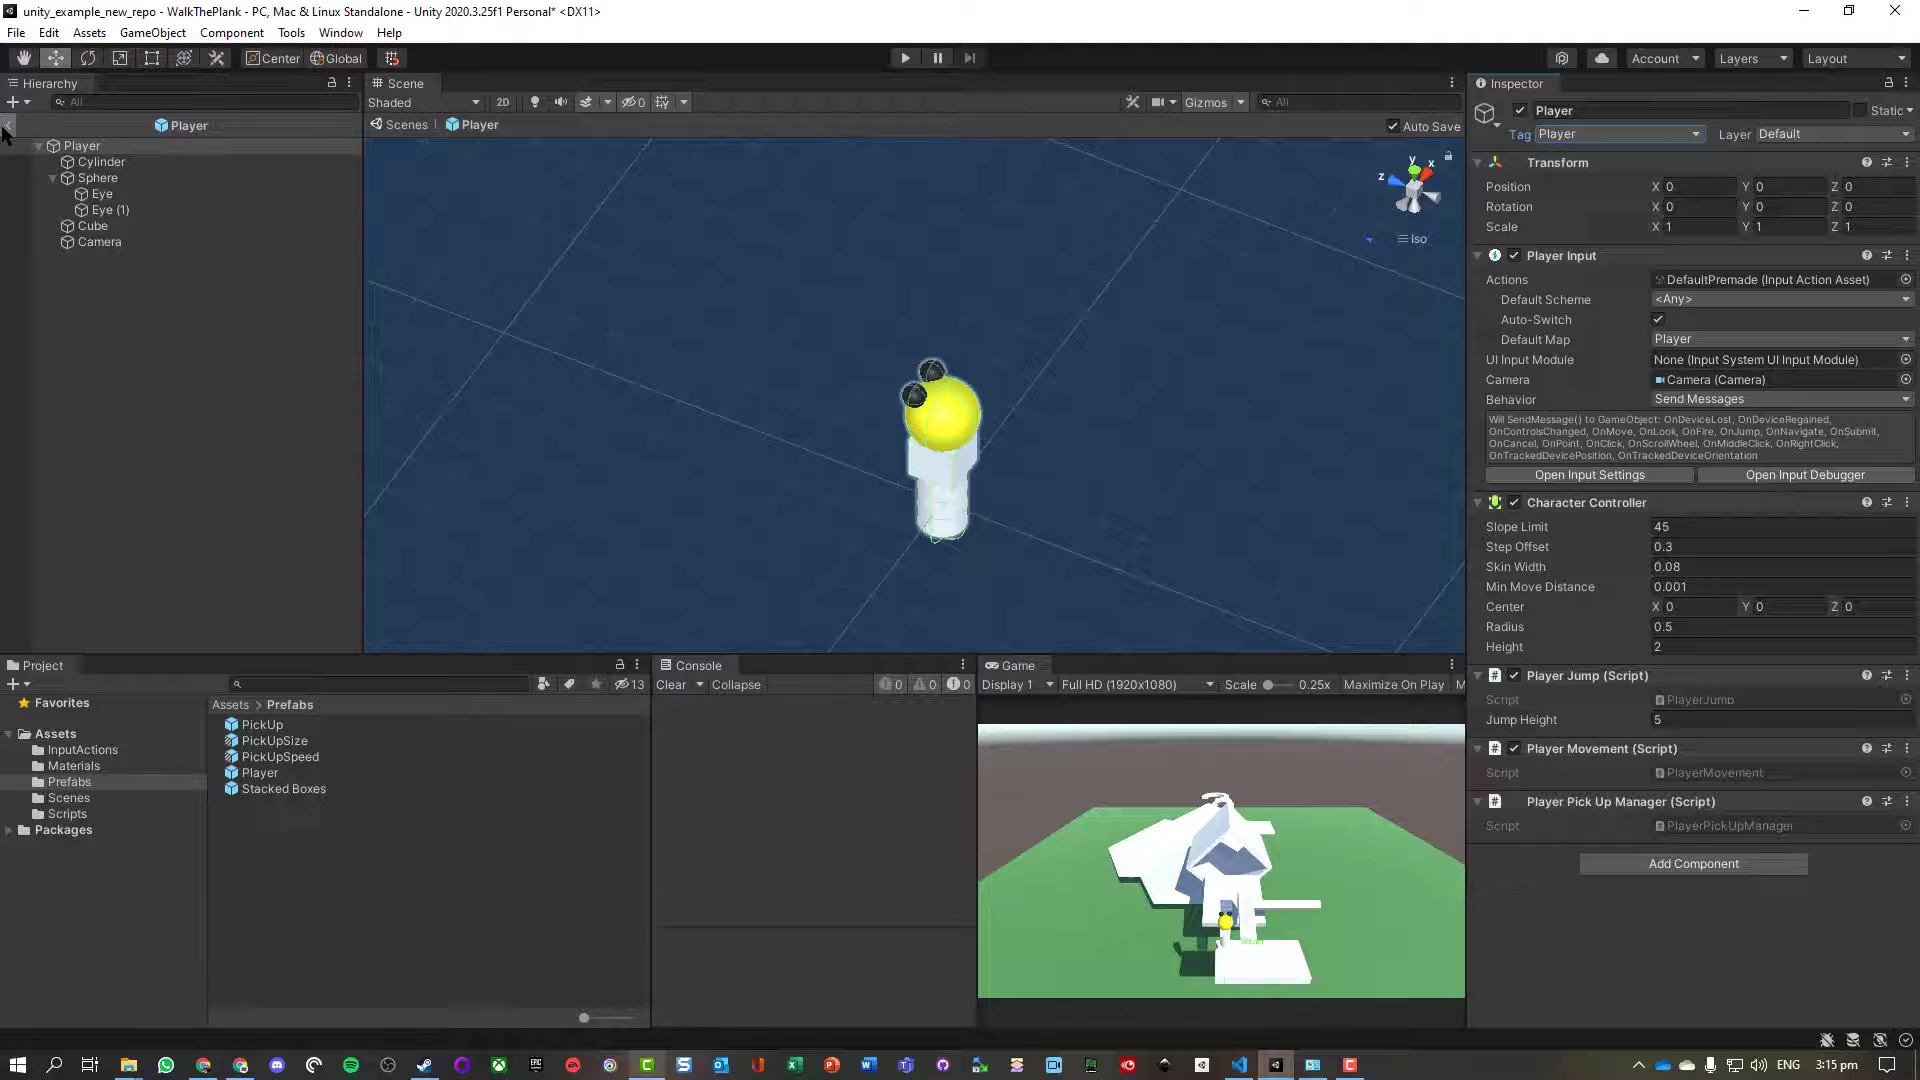 unity_example_new_repo - WalkThePlank - PC, Mac & Linux Standalone - Unity 2020.3.25f1 Personal* <DX11>
File Edit Assets GameObject Component Tools Window Help
Center Global
Account Layers Layout
Hierarchy
All
Player
Player
Cylinder
Sphere
Eye
Eye (1)
Cube
Camera
Scene
Shaded 2D 0 Gizmos All
Scenes Player Auto Save
y
x
z
Iso
Inspector
Player Static
Tag Player Layer Default
Transform
Position X 0 Y 0 Z 0
Rotation X 0 Y 0 Z 0
Scale X 1 Y 1 Z 1
Player Input
Actions DefaultPremade (Input Action Asset)
Default Scheme <Any>
Auto-Switch
Default Map Player
UI Input Module None (Input System UI Input Module)
Camera Camera (Camera)
Behavior Send Messages
Will SendMessage() to GameObject: OnDeviceLost, OnDeviceRegained,
OnControlsChanged, OnMove, OnLook, OnFire, OnJump, OnNavigate, OnSubmit,
OnCancel, OnPoint, OnClick, OnScrollWheel, OnMiddleClick, OnRightClick,
OnTrackedDevicePosition, OnTrackedDeviceOrientation
Open Input Settings Open Input Debugger
Character Controller
Slope Limit 45
Step Offset 0.3
Skin Width 0.08
Min Move Distance 0.001
Center X 0 Y 0 Z 0
Radius 0.5
Height 2
Player Jump (Script)
Script PlayerJump
Jump Height 5
Player Movement (Script)
Script PlayerMovement
Player Pick Up Manager (Script)
Script PlayerPickUpManager
Add Component
Project
13
Favorites
Assets
InputActions
Materials
Prefabs
Scenes
Scripts
Packages
Assets > Prefabs
PickUp
PickUpSize
PickUpSpeed
Player
Stacked Boxes
Console
Clear Collapse 0 0 0
Game
Display 1 Full HD (1920x1080) Scale 0.25x Maximize On Play M
ENG 3:15 pm